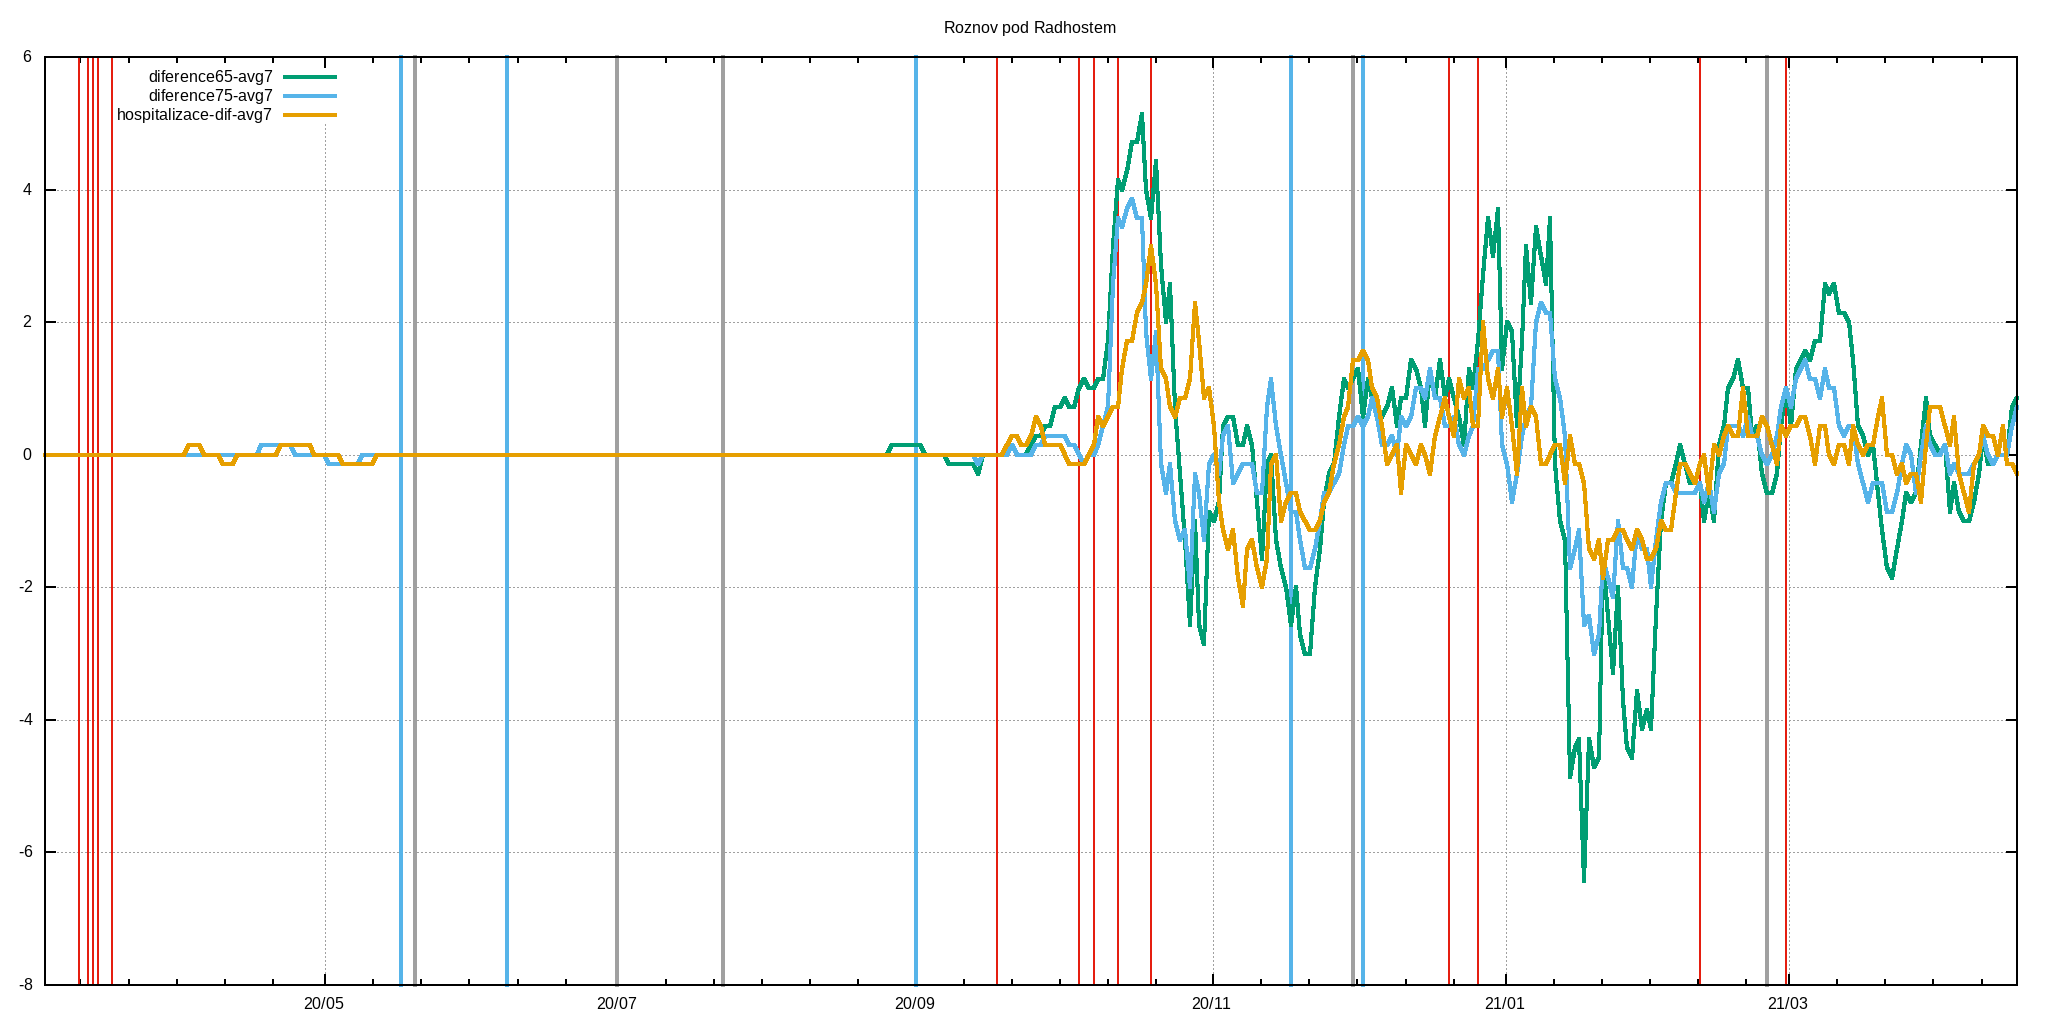 Roznov pod Radhostem
6
diference65-avg7
diference75-avg7
hospitalizace-dif-avg7
4
2
0
-2
-4
-6
-8
20/05 20/07 20/09 20/11 21/01 21/03